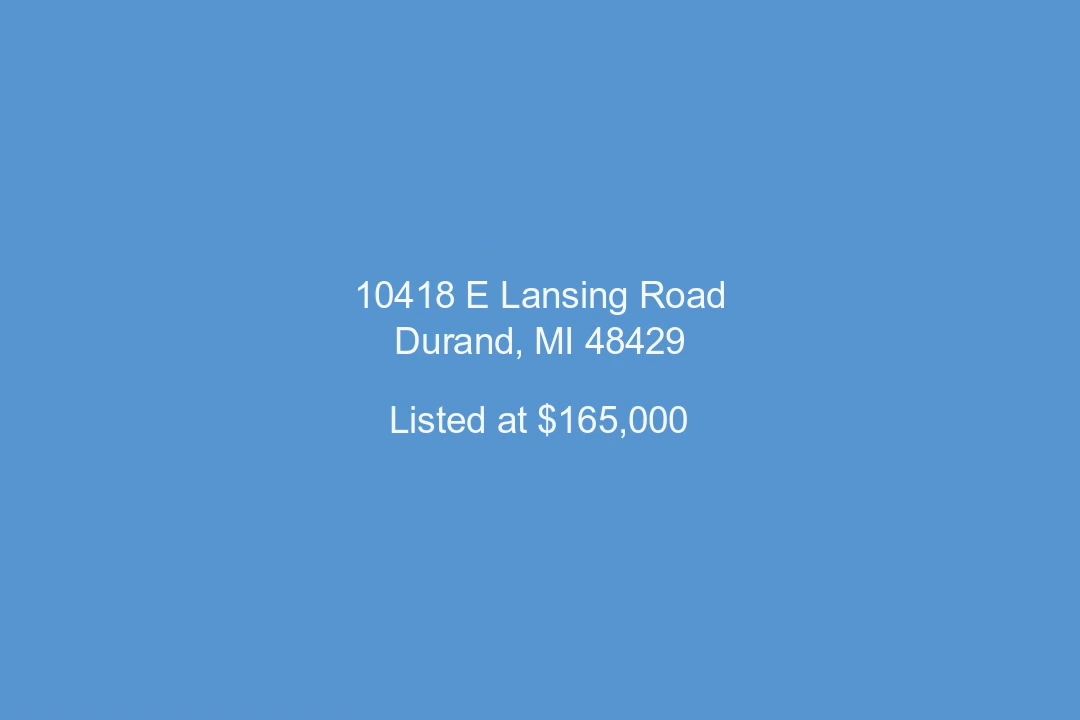 10418 E Lansing Road
Durand, MI 48429
Listed at $165,000